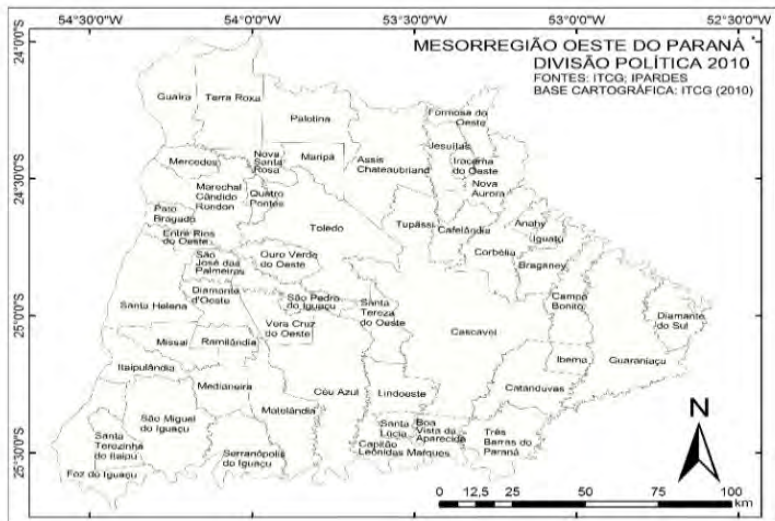 54°30'0"W
54°0'0"W
53°30'0"W
53°0'0"W
52°30'0"W
24°0'0"S
24°30'0"S
25°0'0"S
25°30'0"S
MESORREGIÃO OESTE DO PARANÁ
DIVISÃO POLÍTICA 2010
FONTES: ITCG; IPARDES
BASE CARTOGRÁFICA: ITCG (2010)
Guaíra
Terra Roxa
Palotina
Formosa do
Oeste
Jesuítas
Iracema
do Oeste
Nova
Aurora
Mercedes
Nova
Santa
Rosa
Maripá
Assis
Chateaubriand
Marechal
Cândido
Rondon
Quatro
Pontes
Pato
Bragado
Entre Rios
do Oeste
Toledo
Tupãssi
Cafelândia
Anahy
Iguatu
Corbélia
Braganey
São
José das
Palmeiras
Ouro Verde
do Oeste
Diamante
d'Oeste
São Pedro
do Iguaçu
Santa
Tereza
do Oeste
Campo
Bonito
Diamante
do Sul
Santa Helena
Vera Cruz
do Oeste
Cascavel
Missal
Ramilândia
Ibema
Guaraniaçu
Itaipulândia
Medianeira
Céu Azul
Lindoeste
Catanduvas
Matelândia
São Miguel
do Iguaçu
Santa
Terezinha
do Itaipu
Serranópolis
do Iguaçu
Foz do Iguaçu
Santa
Lúcia
Boa
Vista da
Aparecida
Capitão
Leônidas Marques
Três
Barras do
Paraná
N
0 12,5 25 50 75 100
km